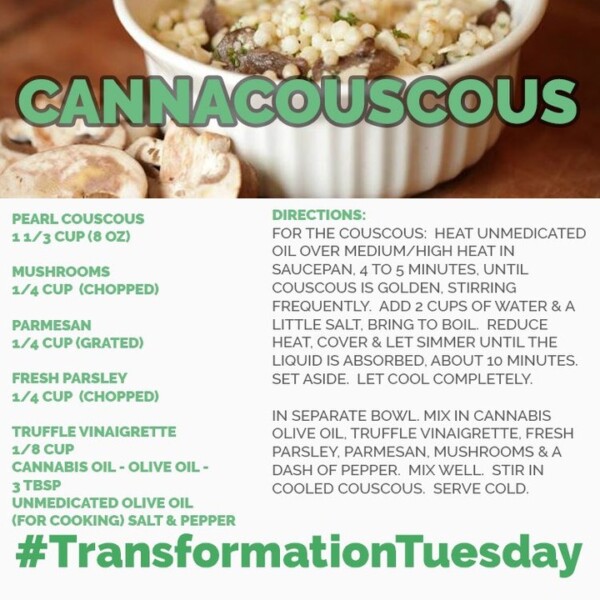 CANNACOUSCOUS
PEARL COUSCOUS
1 1/3 CUP (8 OZ)
MUSHROOMS
1/4 CUP (CHOPPED)
PARMESAN
1/4 CUP (GRATED)
FRESH PARSLEY
1/4 CUP (CHOPPED)
TRUFFLE VINAIGRETTE
1/8 CUP
CANNABIS OIL - OLIVE OIL -
3 TBSP
UNMEDICATED OLIVE OIL
(FOR COOKING) SALT & PEPPER
DIRECTIONS:
FOR THE COUSCOUS: HEAT UNMEDICATED
OIL OVER MEDIUM/HIGH HEAT IN
SAUCEPAN, 4 TO 5 MINUTES, UNTIL
COUSCOUS IS GOLDEN, STIRRING
FREQUENTLY. ADD 2 CUPS OF WATER & A
LITTLE SALT, BRING TO BOIL. REDUCE
HEAT, COVER & LET SIMMER UNTIL THE
LIQUID IS ABSORBED, ABOUT 10 MINUTES.
SET ASIDE. LET COOL COMPLETELY.
IN SEPARATE BOWL. MIX IN CANNABIS
OLIVE OIL, TRUFFLE VINAIGRETTE, FRESH
PARSLEY, PARMESAN, MUSHROOMS & A
DASH OF PEPPER. MIX WELL. STIR IN
COOLED COUSCOUS. SERVE COLD.
#TransformationTuesday